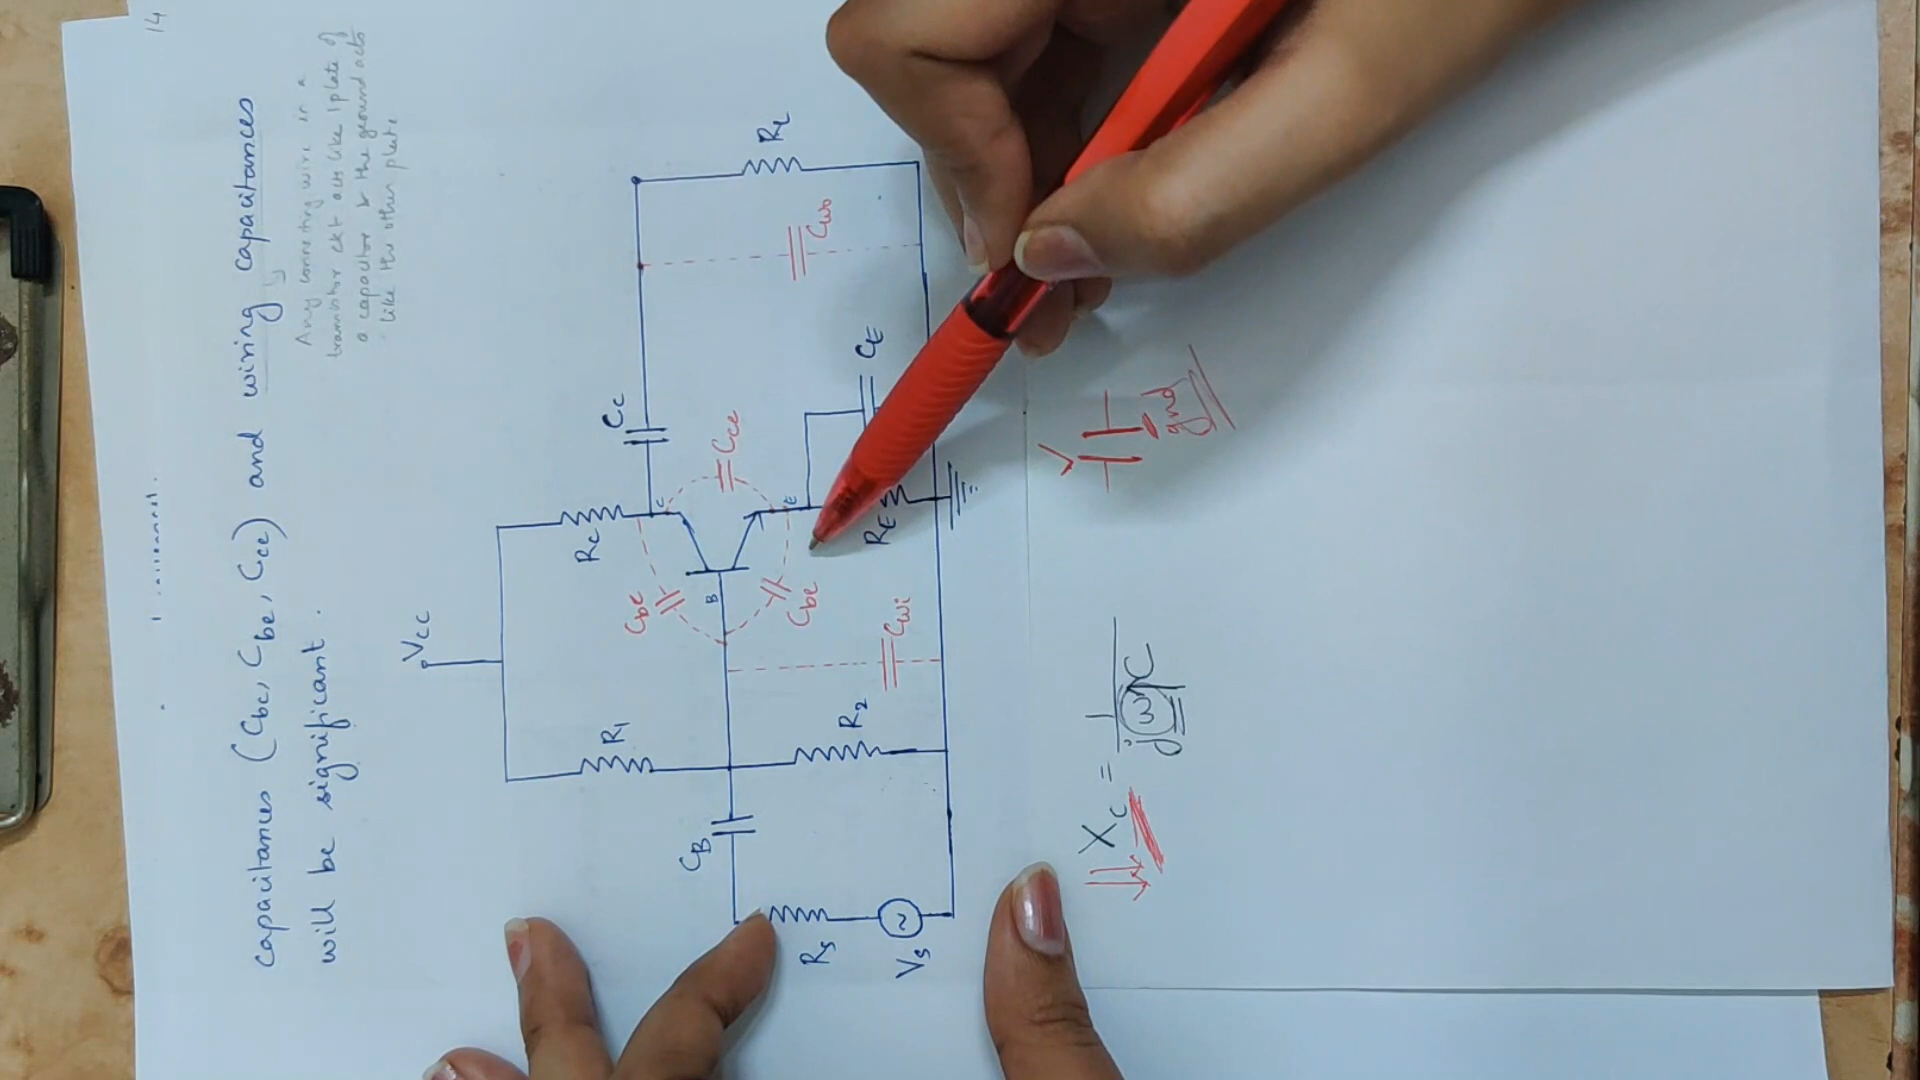 14
capacitances (Cbc, Cbe, Cce) and wiring capacitances
will be significant.
Any connecting wire in a
transistor ckt acts like 1 plate of
a capacitor & the ground acts
like the other plate
VCC
R1
RC
CC
Cbc
Cce
C
B
E
Cbe
RL
Cwo
CB
R2
Cwi
RE
CE
Rs
Vs
XC = 1
jωC
gnd